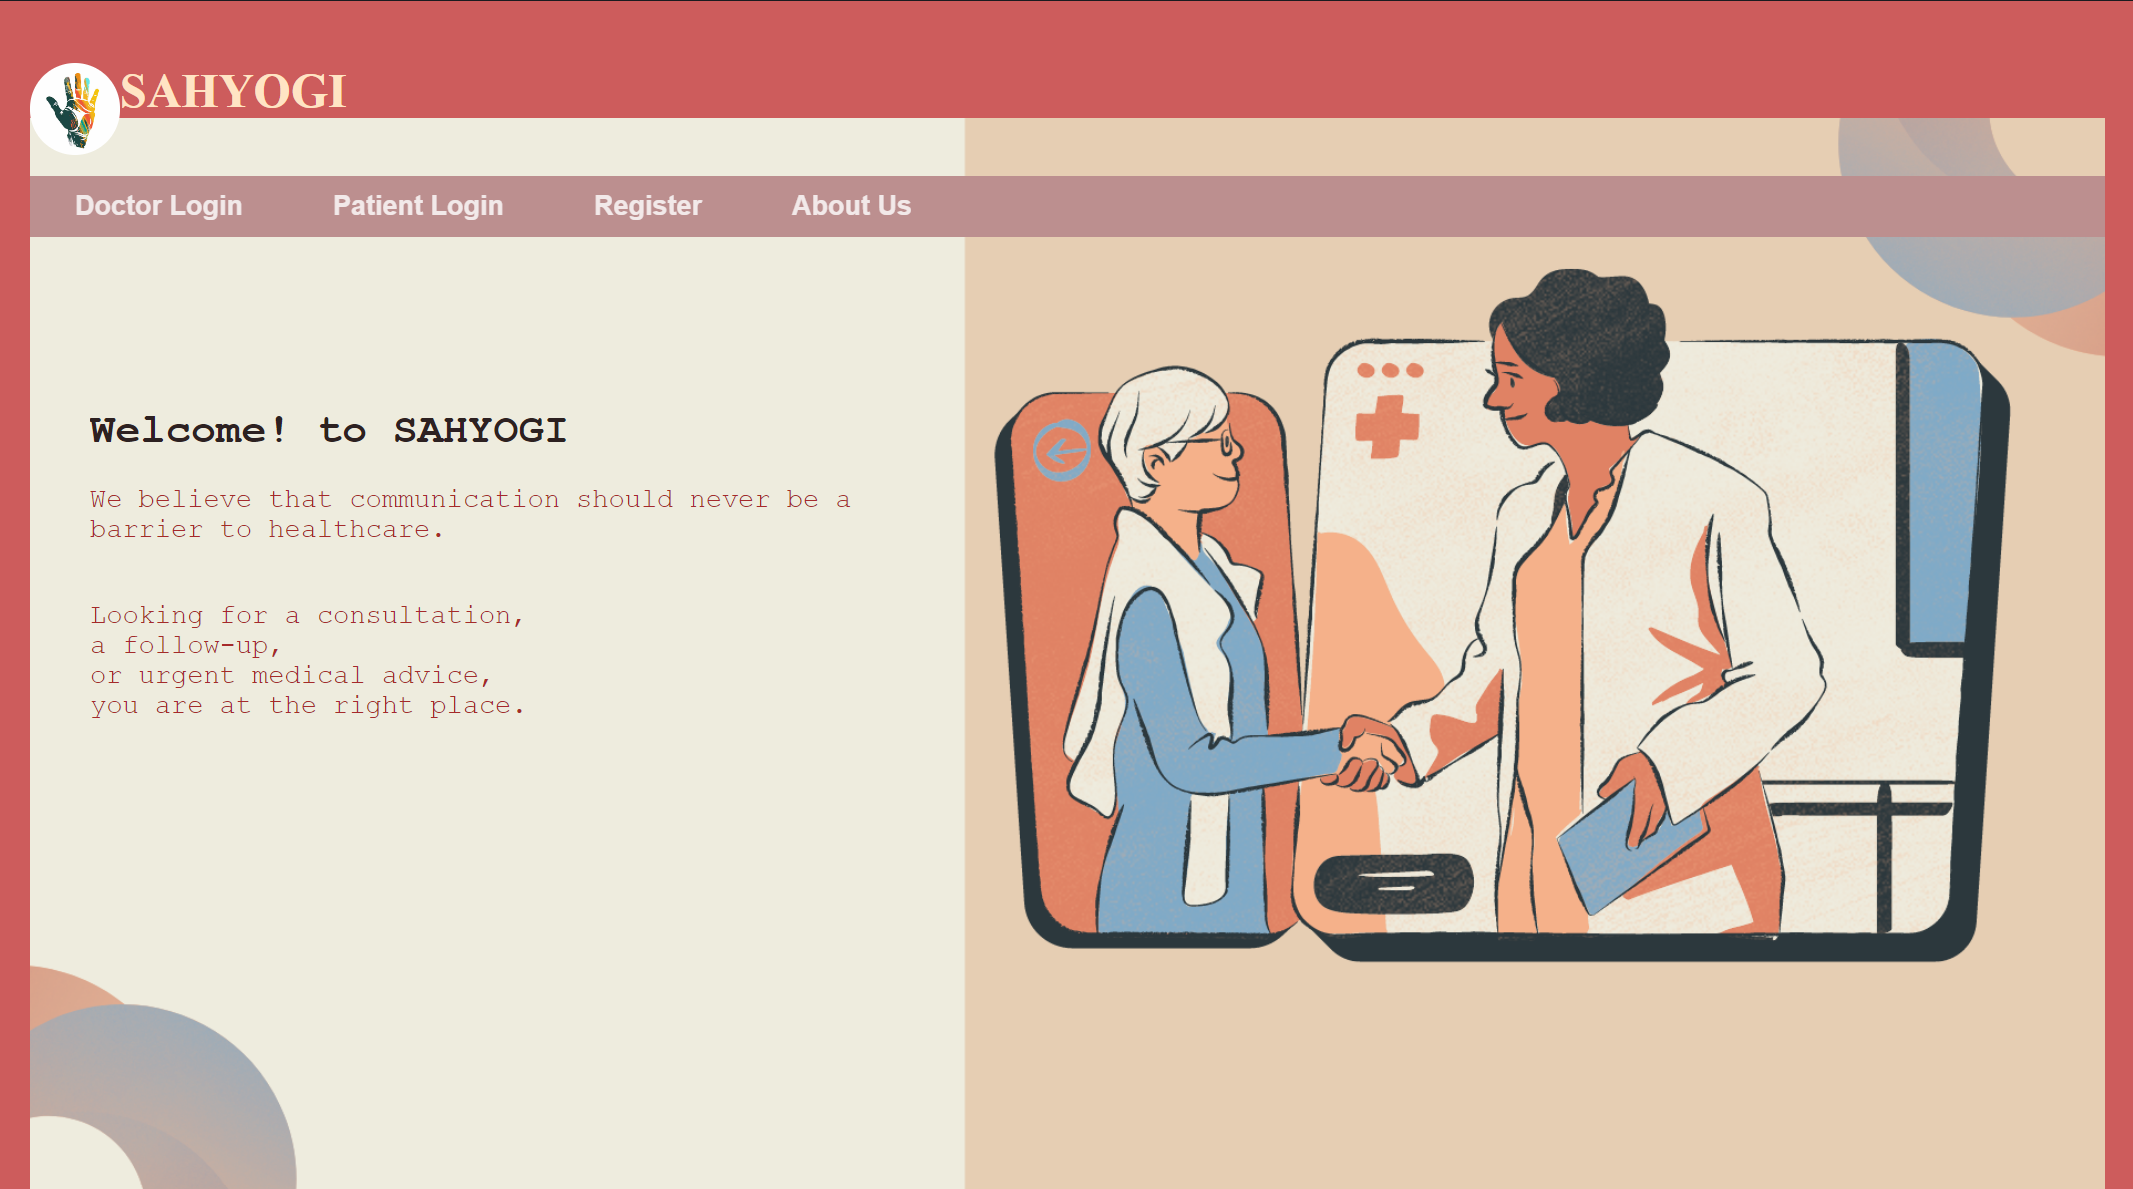 SAHYOGI
Doctor Login Patient Login Register About Us
Welcome! to SAHYOGI
We believe that communication should never be a
barrier to healthcare.
Looking for a consultation,
a follow-up,
or urgent medical advice,
you are at the right place.